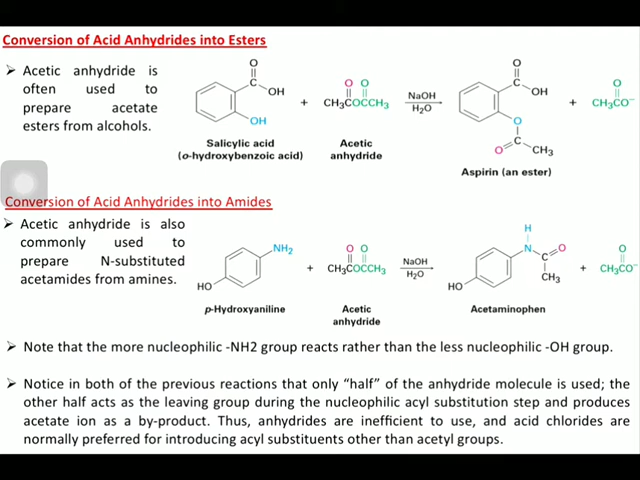 Conversion of Acid Anhydrides into Esters
➢ Acetic anhydride is
often used to
prepare acetate
esters from alcohols.
O
C
OH
OH
+
O O
CH₃COCCH₃
NaOH
H₂O
O
C
OH
O
C
O
CH₃
+
O
CH₃CO⁻
Salicylic acid
(o-hydroxybenzoic acid)
Acetic
anhydride
Aspirin (an ester)
Conversion of Acid Anhydrides into Amides
➢ Acetic anhydride is also
commonly used to
prepare N-substituted
acetamides from amines.
NH₂
HO
+
O O
CH₃COCCH₃
NaOH
H₂O
H
N
C
O
CH₃
HO
+
O
CH₃CO⁻
p-Hydroxyaniline
Acetic
anhydride
Acetaminophen
➢ Note that the more nucleophilic -NH2 group reacts rather than the less nucleophilic -OH group.
➢ Notice in both of the previous reactions that only “half” of the anhydride molecule is used; the
other half acts as the leaving group during the nucleophilic acyl substitution step and produces
acetate ion as a by-product. Thus, anhydrides are inefficient to use, and acid chlorides are
normally preferred for introducing acyl substituents other than acetyl groups.